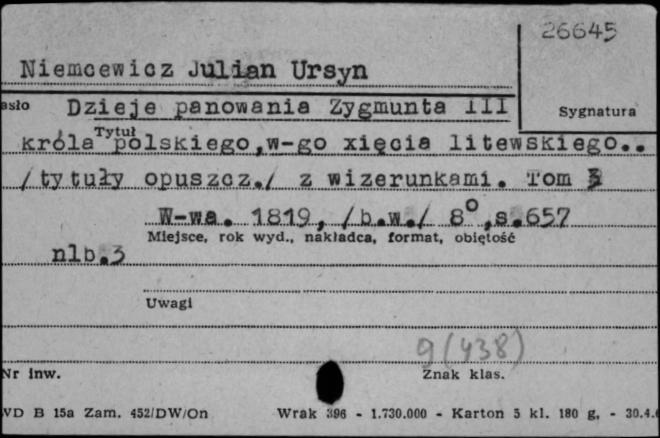 26645
Niemcewicz Julian Ursyn
asło Dzieje panowania Zygmunta III
Sygnatura
Tytuł
króla polskiego,w-go xięcia litewskiego..
/tytuły opuszcz./ z wizerunkami. Tom 3
W-wa. 1819, /b.w./ 8°,s.657
Miejsce, rok wyd., nakładca, format, objętość
nlb.3
Uwagi
9(438)
Nr inw.
Znak klas.
WD B 15a Zam. 452/DW/On Wrak 396 - 1.730.000 - Karton 5 kl. 180 g. - 30.4.